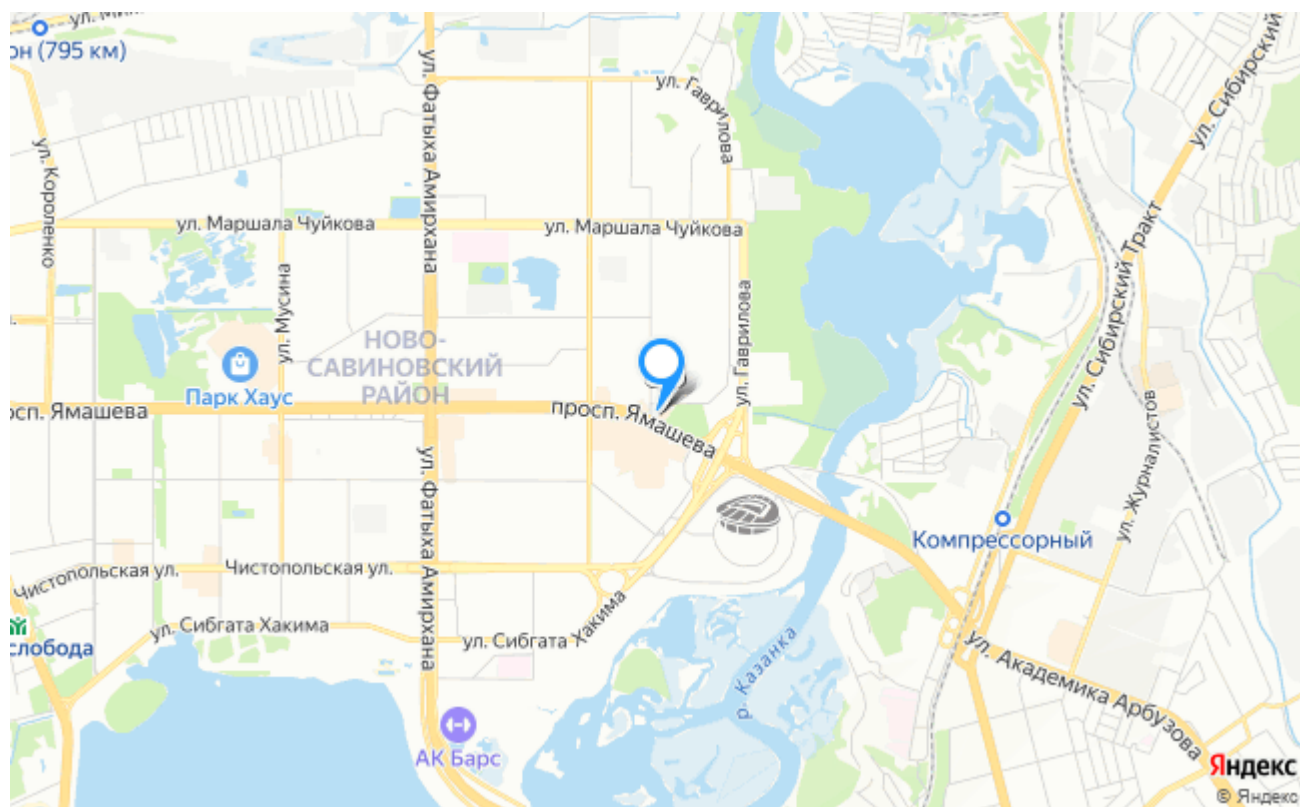 ул. Мик
он (795 км)
ул. Короленко
ул. Фатыха Амирхана
ул. Гаврилова
ул. Сибирский
ул. Маршала Чуйкова
ул. Маршала Чуйкова
ул. Мусина
ул. Гаврилова
ул. Сибирский Тракт
НОВО-
САВИНОВСКИЙ
РАЙОН
Парк Хаус
просп. Ямашева
осп. Ямашева
ул. Журналистов
ул. Фатыха Амирхана
Компрессорный
Чистопольская ул.
Чистопольская ул.
ул. Сибгата Хакима
ул. Сибгата Хакима
слобода
р. Казанка
ул. Академика Арбузова
АК Барс
Яндекс
© Яндекс